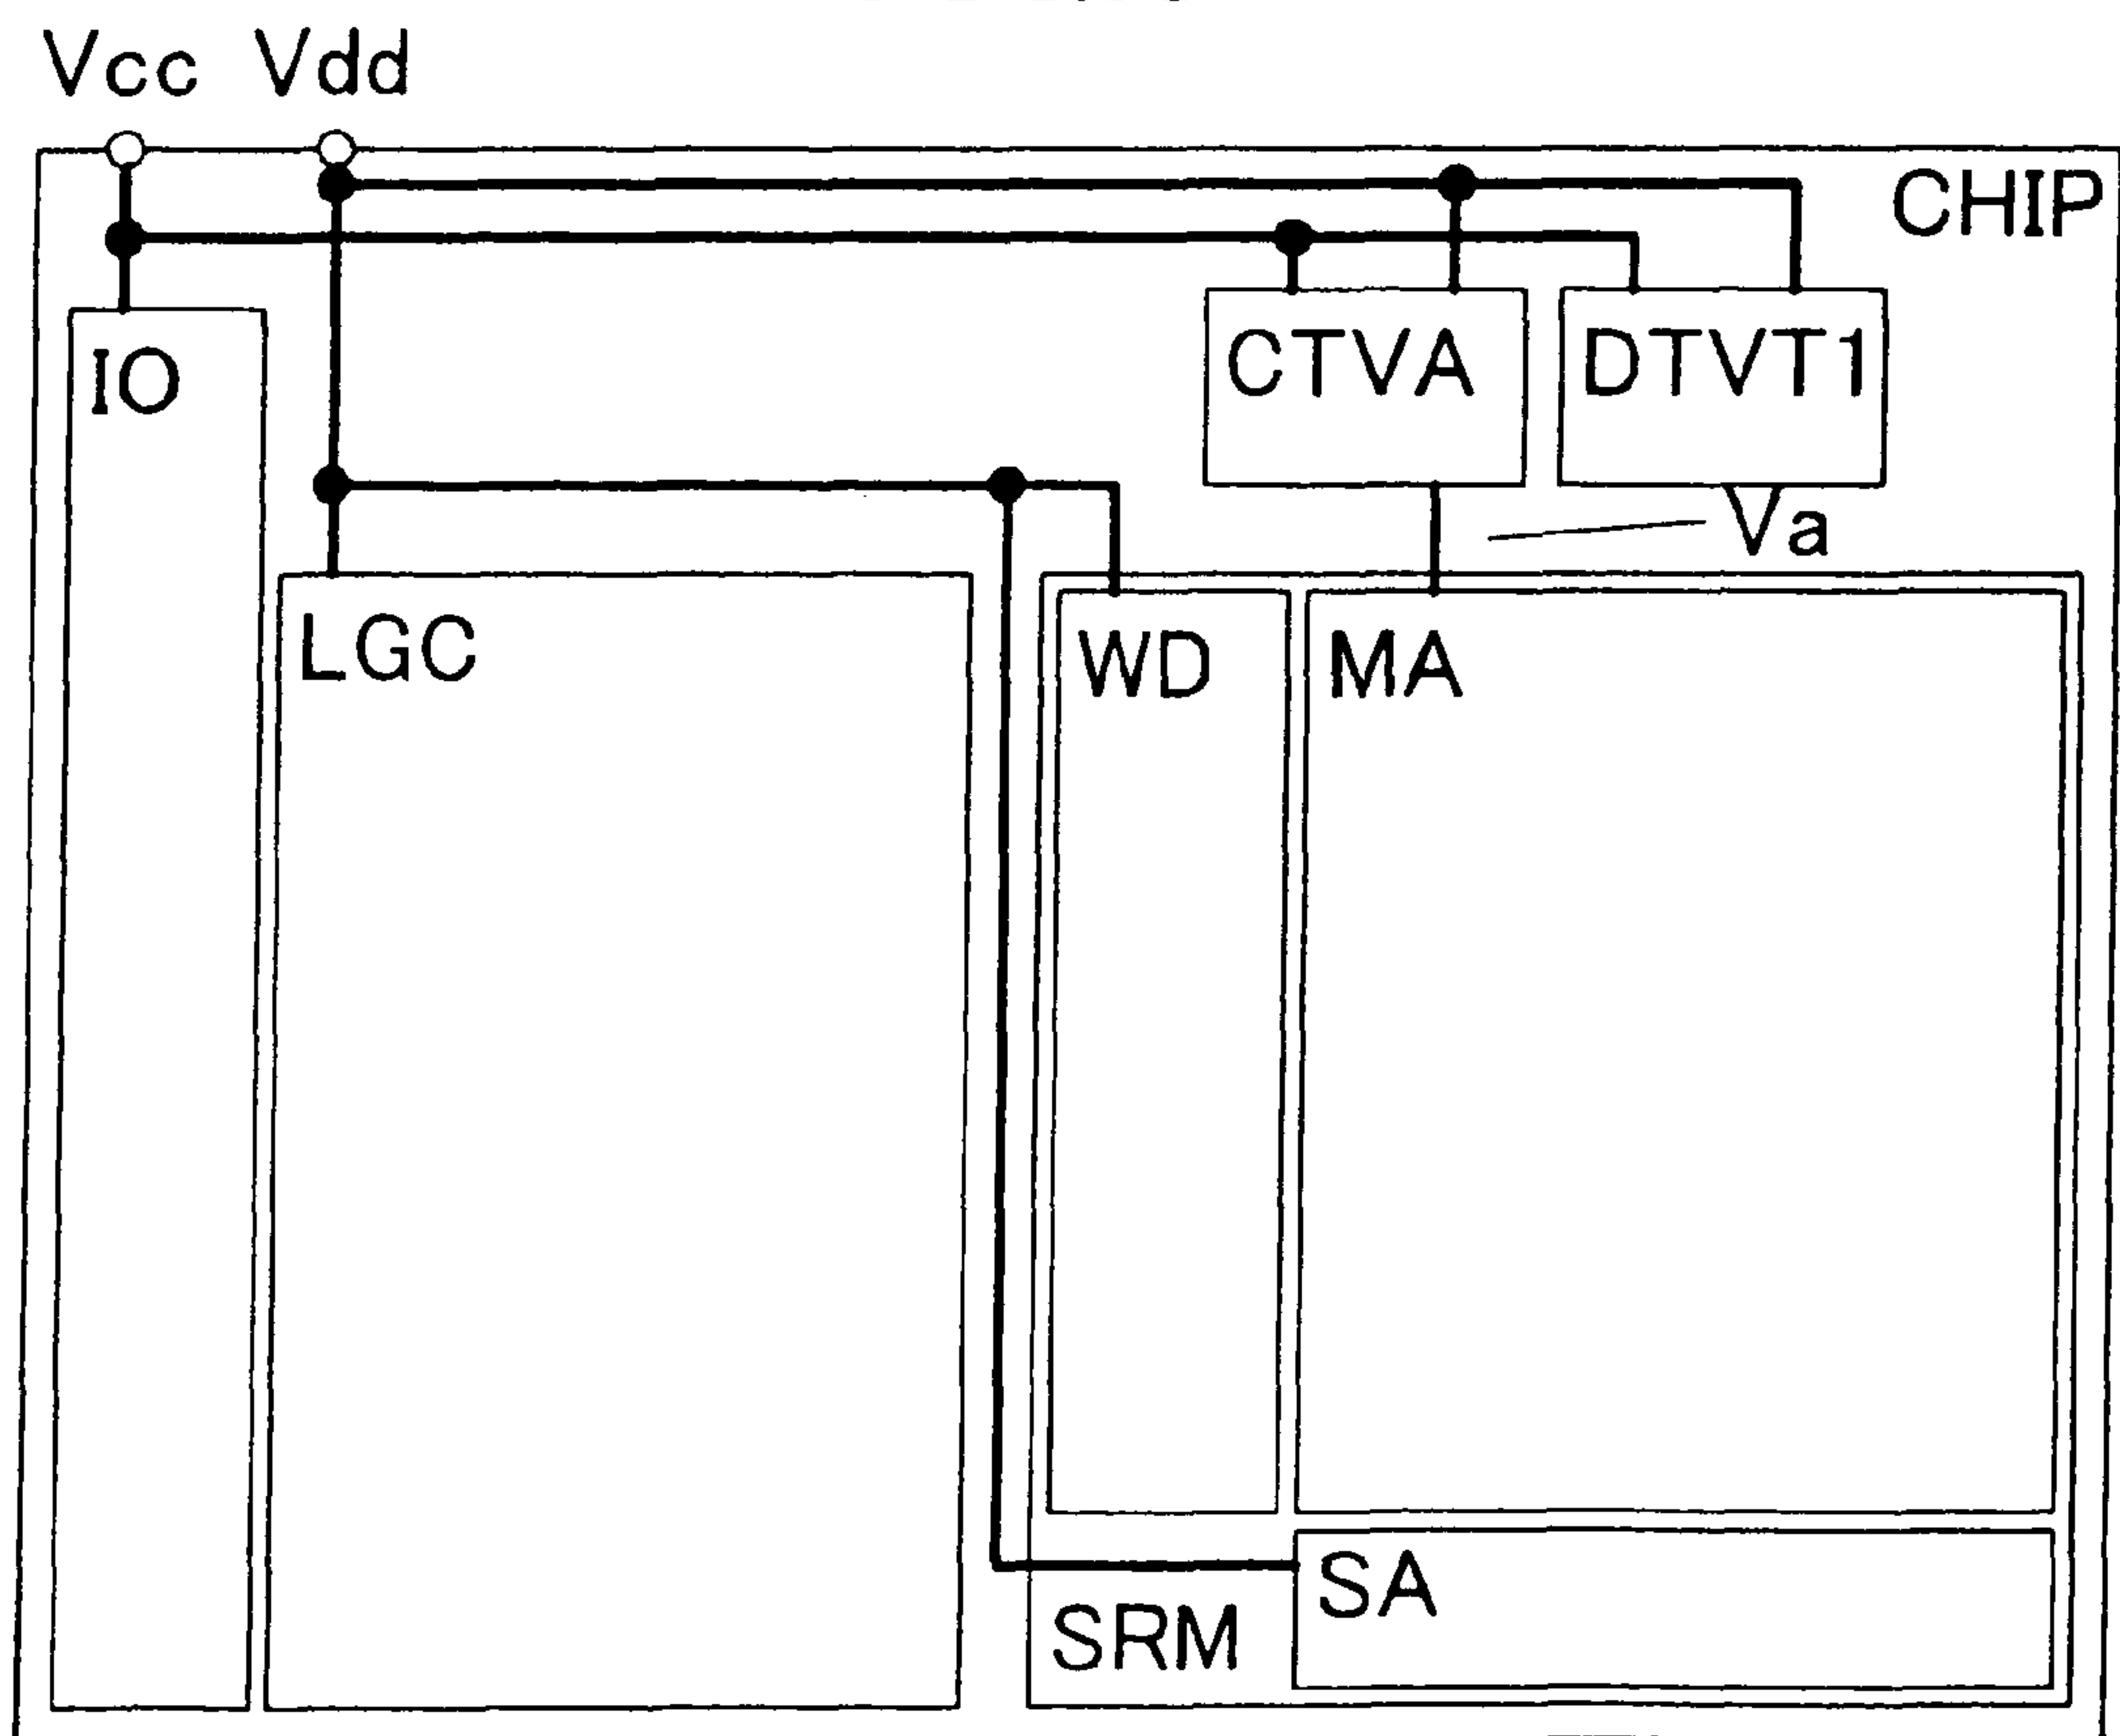 Vcc Vdd
CHIP
IO
CTVA
DTVT1
Va
LGC
WD
MA
SA
SRM